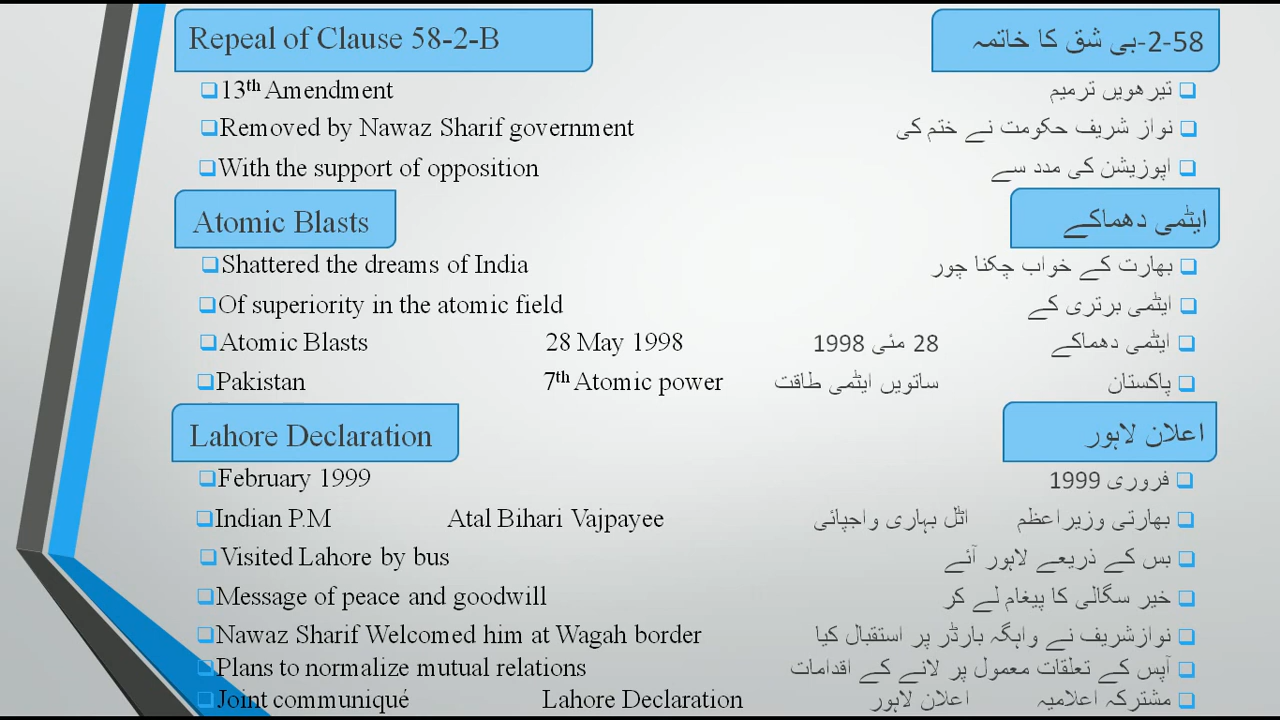 Repeal of Clause 58-2-B 58-2-بی شق کا خاتمہ
13th Amendment تیرھویں ترمیم
Removed by Nawaz Sharif government نواز شریف حکومت نے ختم کی
With the support of opposition اپوزیشن کی مدد سے
Atomic Blasts ایٹمی دھماکے
Shattered the dreams of India بھارت کے خواب چکنا چور
Of superiority in the atomic field ایٹمی برتری کے
Atomic Blasts 28 May 1998 ایٹمی دھماکے 28 مئی 1998
Pakistan 7th Atomic power پاکستان ساتویں ایٹمی طاقت
Lahore Declaration اعلان لاہور
February 1999 فروری 1999
Indian P.M Atal Bihari Vajpayee بھارتی وزیراعظم اٹل بہاری واجپائی
Visited Lahore by bus بس کے ذریعے لاہور آئے
Message of peace and goodwill خیر سگالی کا پیغام لے کر
Nawaz Sharif Welcomed him at Wagah border نوازشریف نے واہگہ بارڈر پر استقبال کیا
Plans to normalize mutual relations آپس کے تعلقات معمول پر لانے کے اقدامات
Joint communiqué Lahore Declaration مشترکہ اعلامیہ اعلان لاہور